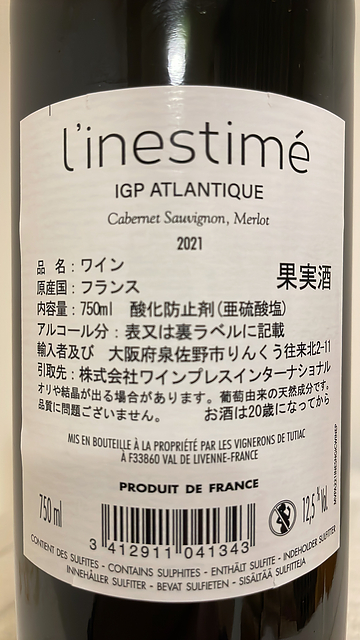 l'inestimé
IGP ATLANTIQUE
Cabernet Sauvignon, Merlot
2021
品 名：ワイン
果実酒
原産国：フランス
内容量：750ml 酸化防止剤(亜硫酸塩)
アルコール分：表又は裏ラベルに記載
輸入者及び 大阪府泉佐野市りんくう往来北2-11
引取先：株式会社ワインプレスインターナショナル
オリや結晶が出る場合があります。葡萄由来の天然成分です。
品質に問題ございません。 お酒は20歳になってから
MIS EN BOUTEILLE À LA PROPRIÉTÉ PAR LES VIGNERONS DE TUTIAC
À F33860 VAL DE LIVENNE-FRANCE
PRODUIT DE FRANCE
750 ml
12,5 % Vol.
3 412911 041343
CONTIENT DES SULFITES - CONTAINS SULPHITES - ENTHÄLT SULFITE - INDEHOLDER SULFITTER
INNEHÅLLER SULFITER - BEVAT SULFIETEN - SISÄLTÄÄ SULFIITTEJA